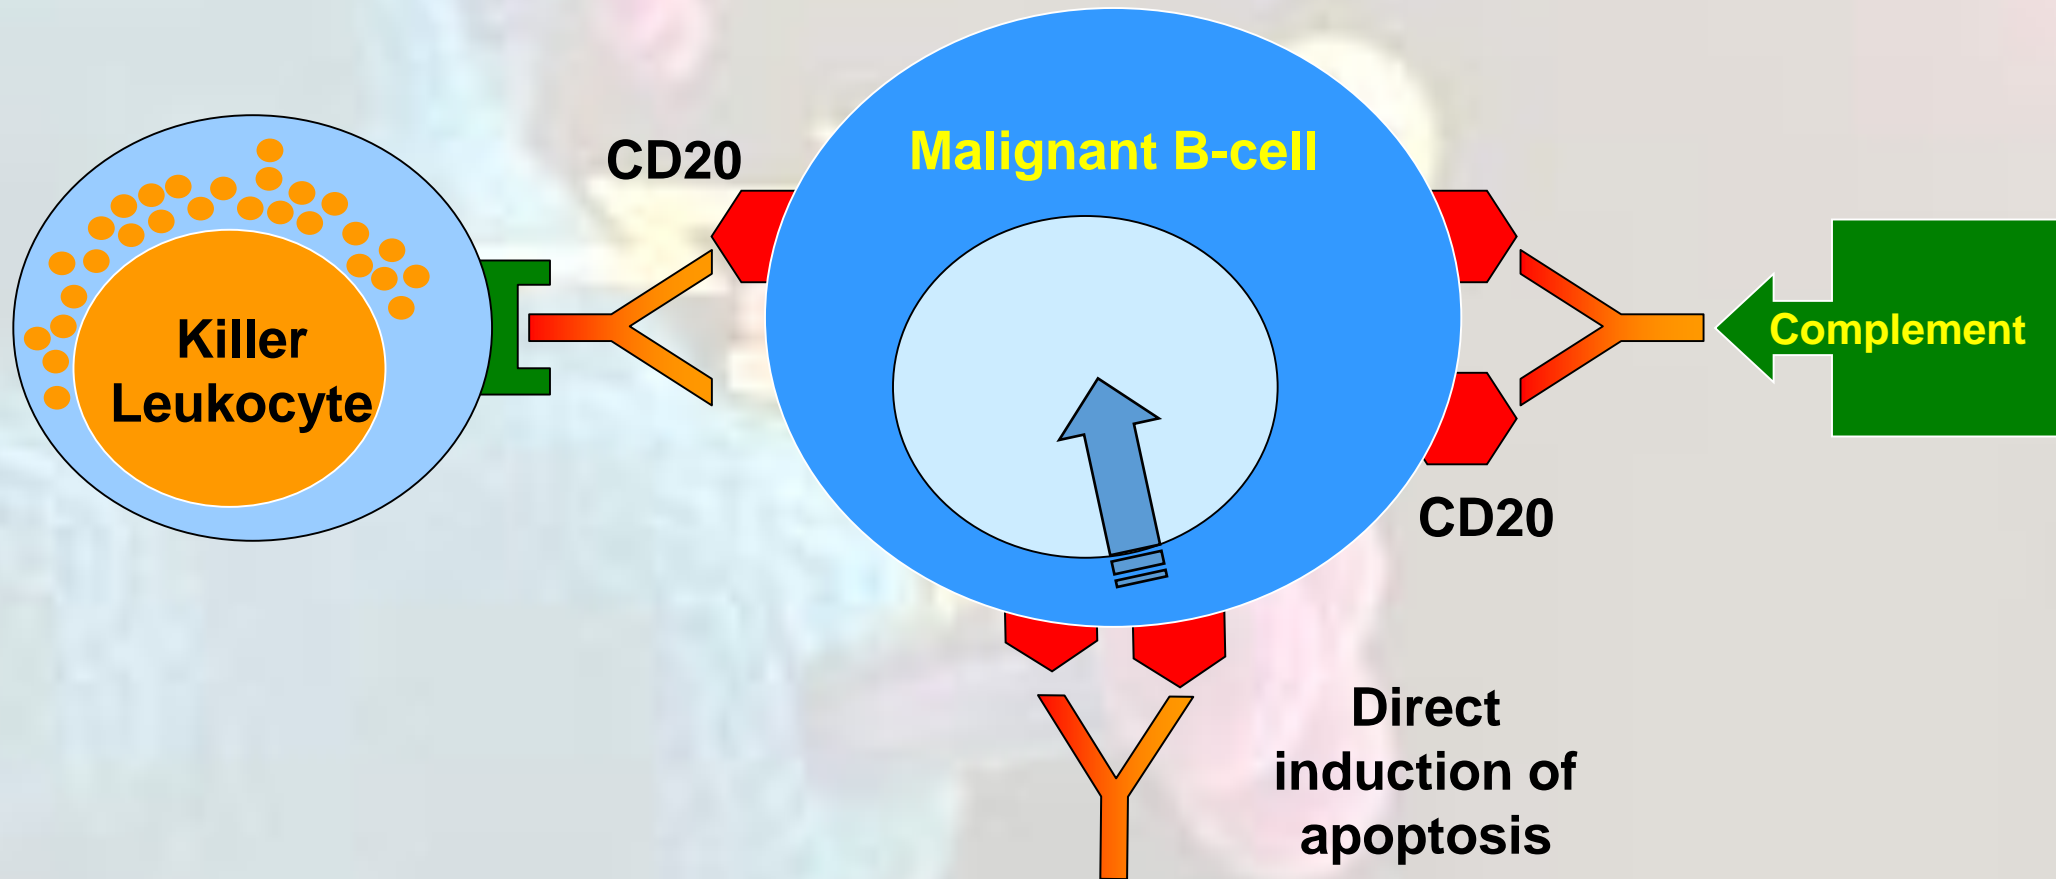 Malignant B-cell
CD20
Killer
Leukocyte
Complement
CD20
Direct
induction of
apoptosis